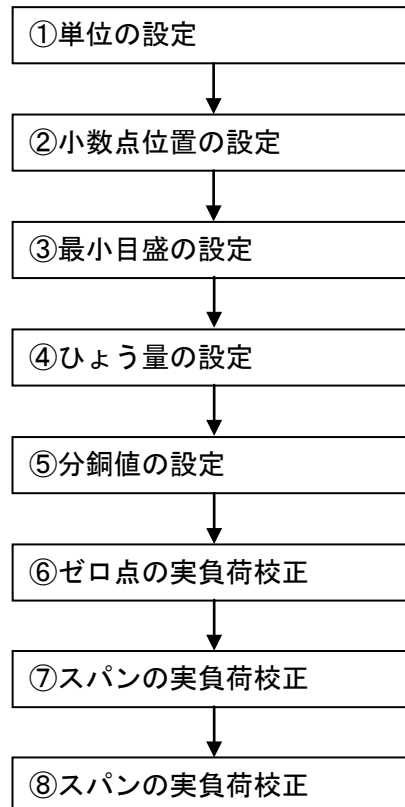 ①単位の設定
②小数点位置の設定
③最小目盛の設定
④ひょう量の設定
⑤分銅値の設定
⑥ゼロ点の実負荷校正
⑦スパンの実負荷校正
⑧スパンの実負荷校正